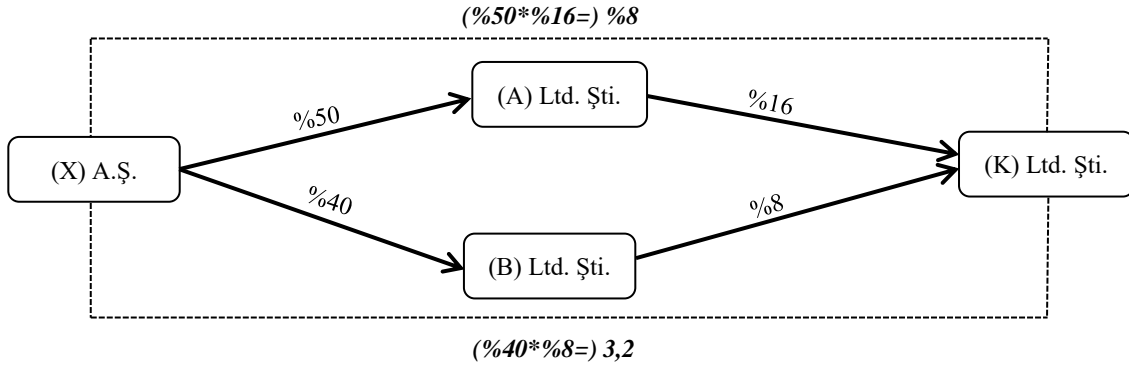 (%50*%16=) %8
(A) Ltd. Şti.
%50
%16
(X) A.Ş.
(K) Ltd. Şti.
%40
%8
(B) Ltd. Şti.
(%40*%8=) 3,2